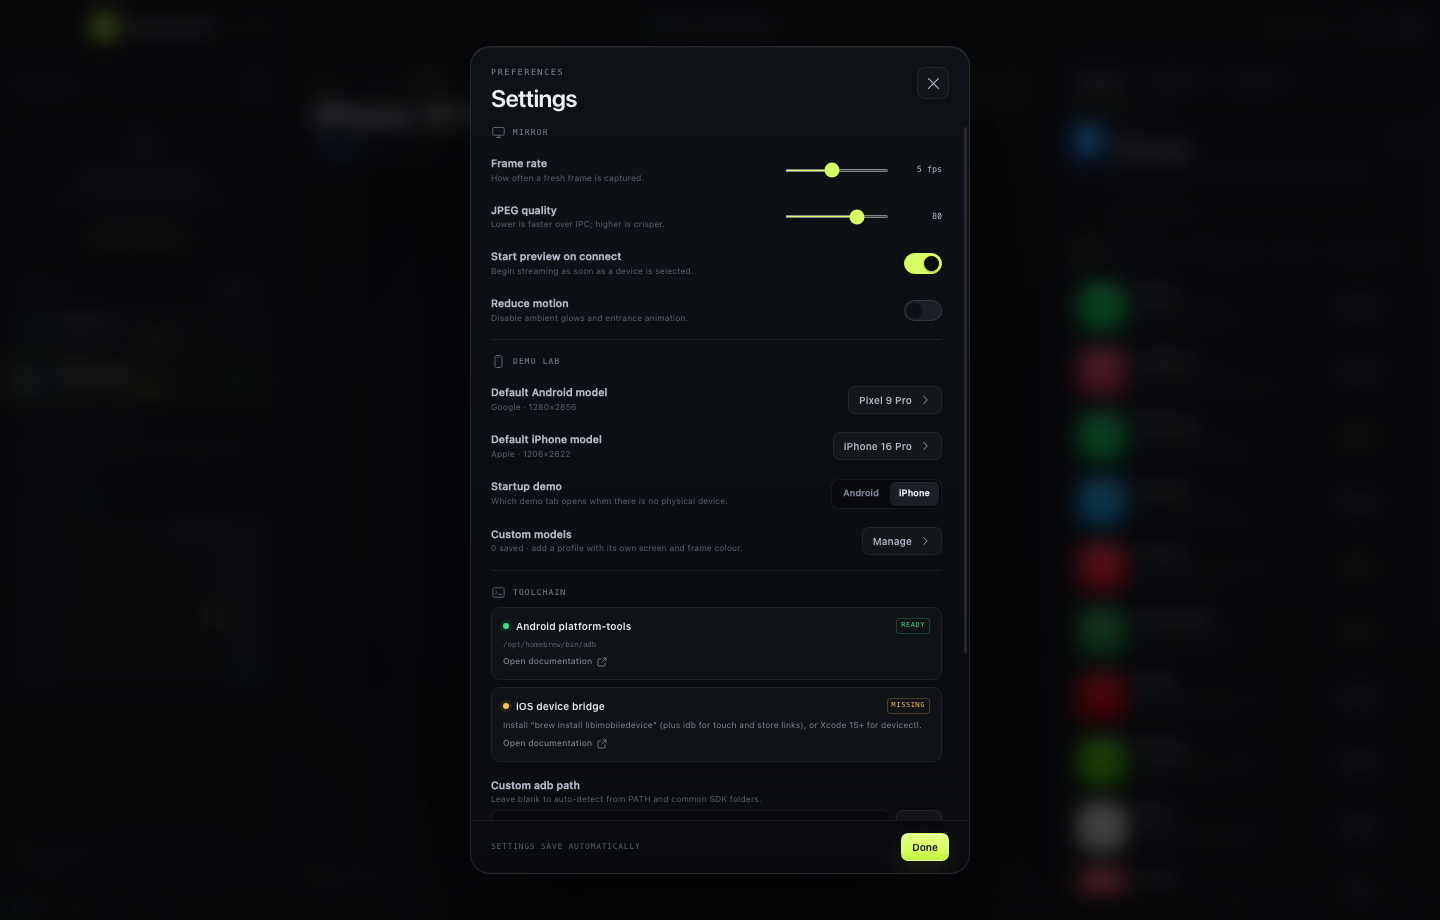 PREFERENCES
Settings
MIRROR
Frame rate
How often a fresh frame is captured.
5 fps
JPEG quality
Lower is faster over IPC; higher is crisper.
80
Start preview on connect
Begin streaming as soon as a device is selected.
Reduce motion
Disable ambient glows and entrance animation.
DEMO LAB
Default Android model
Google · 1280×2856
Pixel 9 Pro
Default iPhone model
Apple · 1206×2622
iPhone 16 Pro
Startup demo
Which demo tab opens when there is no physical device.
Android iPhone
Custom models
0 saved · add a profile with its own screen and frame colour.
Manage
TOOLCHAIN
Android platform-tools
READY
/opt/homebrew/bin/adb
Open documentation
iOS device bridge
MISSING
Install "brew install libimobiledevice" (plus idb for touch and store links), or Xcode 15+ for devicectl.
Open documentation
Custom adb path
Leave blank to auto-detect from PATH and common SDK folders.
SETTINGS SAVE AUTOMATICALLY
Done